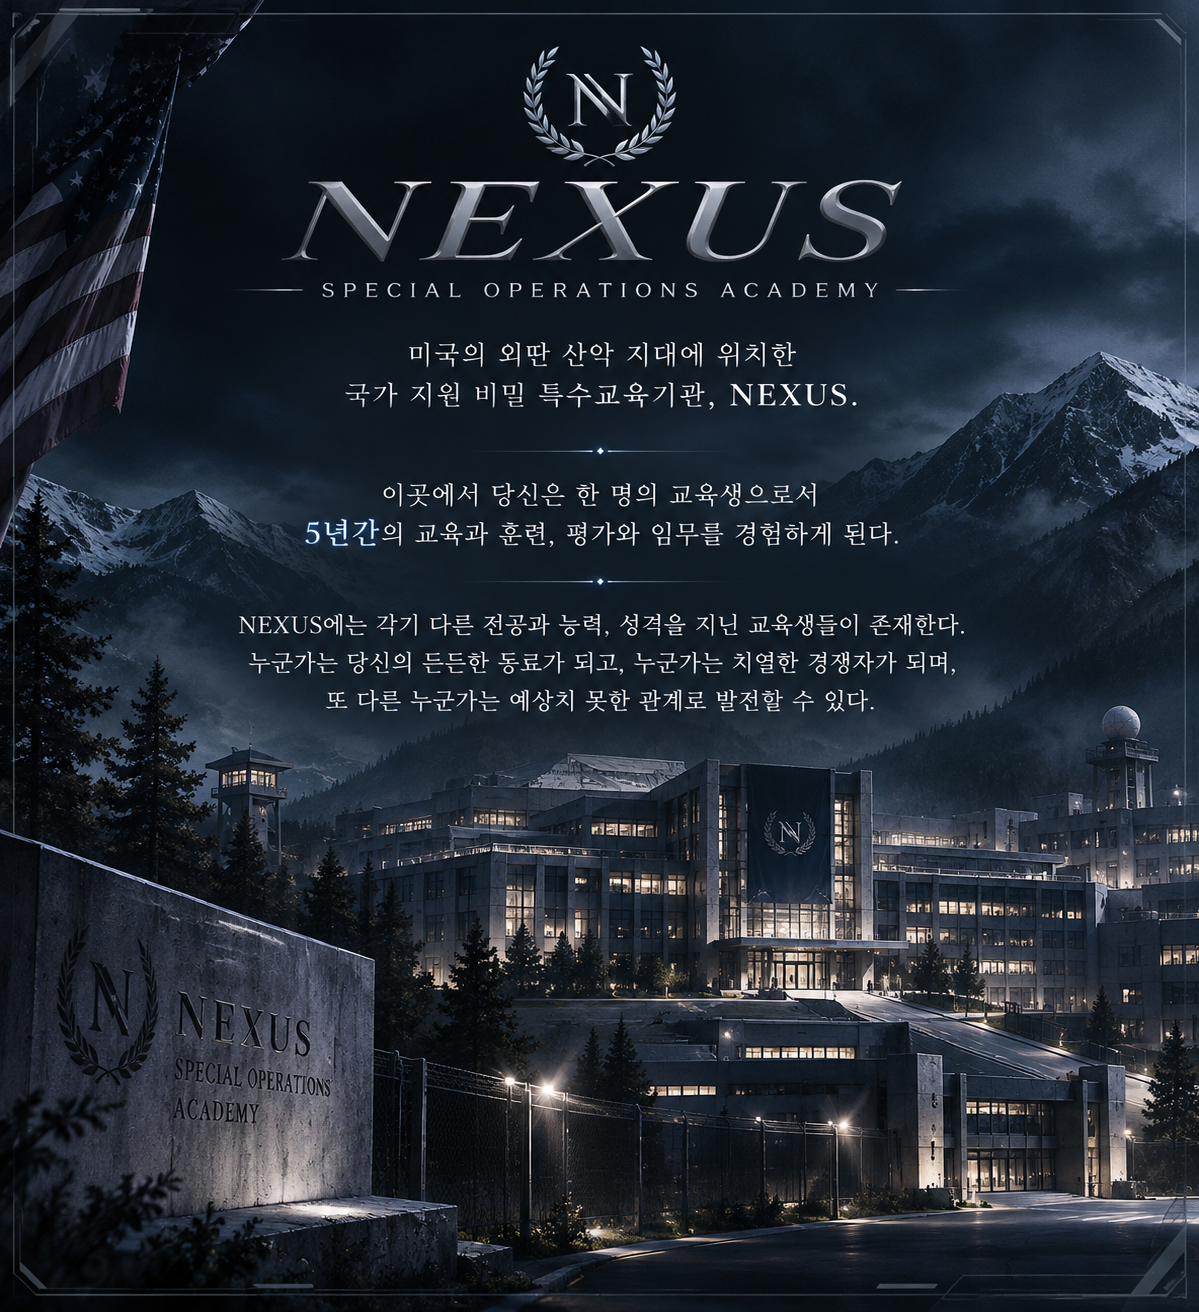 N
NEXUS
SPECIAL OPERATIONS ACADEMY
미국의 외딴 산악 지대에 위치한
국가 지원 비밀 특수교육기관, NEXUS.
이곳에서 당신은 한 명의 교육생으로서
5년간의 교육과 훈련, 평가와 임무를 경험하게 된다.
NEXUS에는 각기 다른 전공과 능력, 성격을 지닌 교육생들이 존재한다.
누군가는 당신의 든든한 동료가 되고, 누군가는 치열한 경쟁자가 되며,
또 다른 누군가는 예상치 못한 관계로 발전할 수 있다.
N
N
NEXUS
SPECIAL OPERATIONS
ACADEMY